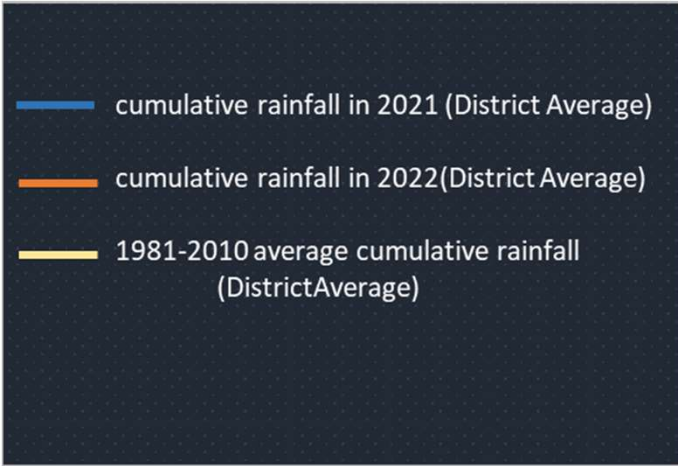 cumulative rainfall in 2021 (District Average)
cumulative rainfall in 2022(District Average)
1981-2010 average cumulative rainfall
(DistrictAverage)